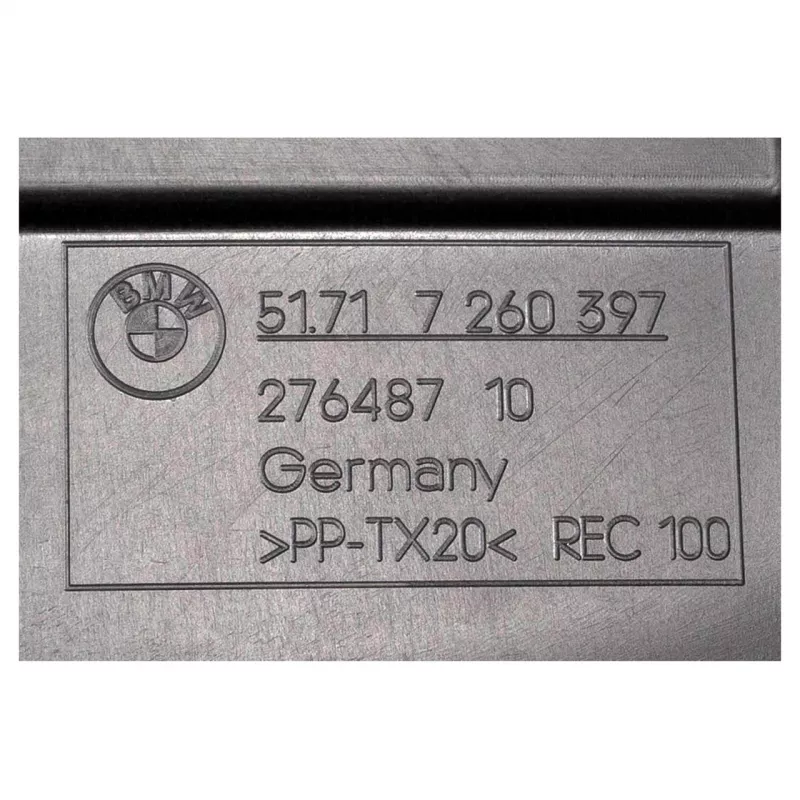 BMW
51.71 7 260 397
276487 10
Germany
>PP-TX20< REC 100